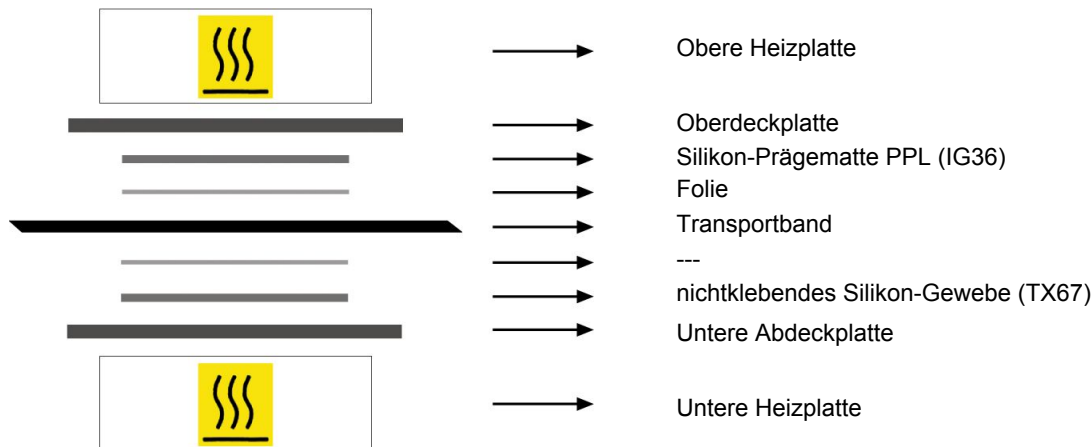 Obere Heizplatte
Oberdeckplatte
Silikon-Prägematte PPL (IG36)
Folie
Transportband
---
nichtklebendes Silikon-Gewebe (TX67)
Untere Abdeckplatte
Untere Heizplatte